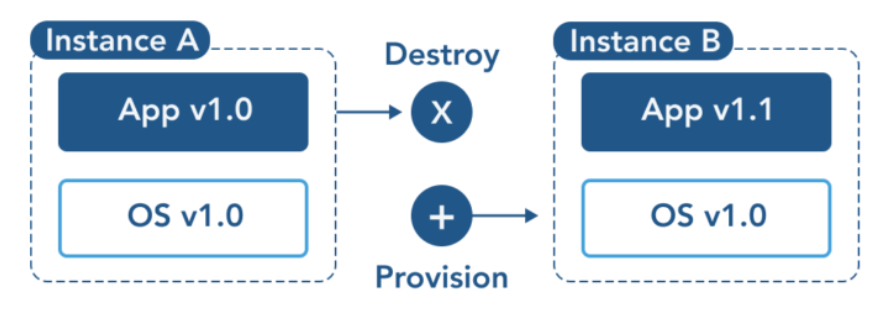 Instance A
App v1.0
OS v1.0
Destroy
X
+
Provision
Instance B
App v1.1
OS v1.0